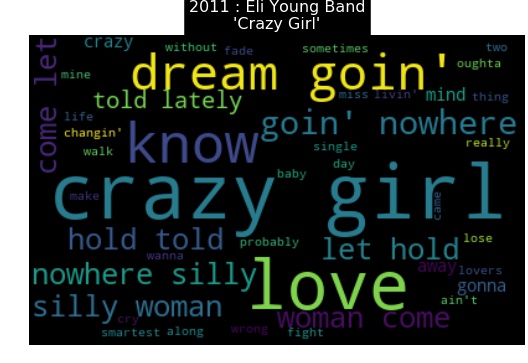 2011 : Eli Young Band
'Crazy Girl'
crazy without fade sometimes two
come let mine dream goin' oughta
told lately miss livin' mind thing
life changin' know goin' nowhere
walk single really
day
baby
crazy girl
make came
hold told probably let hold lose
wanna away lovers
nowhere silly love gonna
ain't
silly woman woman come
cry
smartest along wrong fight